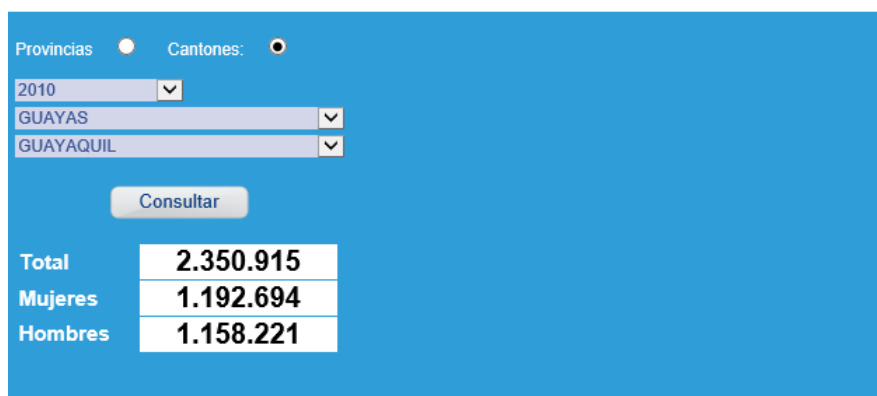 Provincias Cantones:
2010
GUAYAS
GUAYAQUIL
Consultar
Total 2.350.915
Mujeres 1.192.694
Hombres 1.158.221